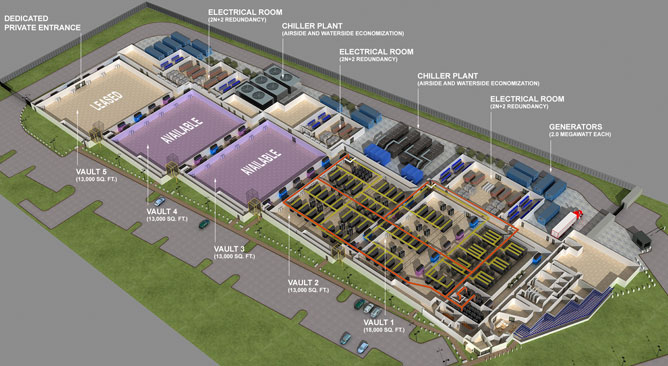 DEDICATED
PRIVATE ENTRANCE
ELECTRICAL ROOM
(2N+2 REDUNDANCY)
CHILLER PLANT
(AIRSIDE AND WATERSIDE ECONOMIZATION)
ELECTRICAL ROOM
(2N+2 REDUNDANCY)
CHILLER PLANT
(AIRSIDE AND WATERSIDE ECONOMIZATION)
ELECTRICAL ROOM
(2N+2 REDUNDANCY)
GENERATORS
(2.0 MEGAWATT EACH)
LEASED
AVAILABLE
AVAILABLE
VAULT 5
(13,000 SQ. FT.)
VAULT 4
(13,000 SQ. FT.)
VAULT 3
(13,000 SQ. FT.)
VAULT 2
(13,000 SQ. FT.)
VAULT 1
(18,000 SQ. FT.)